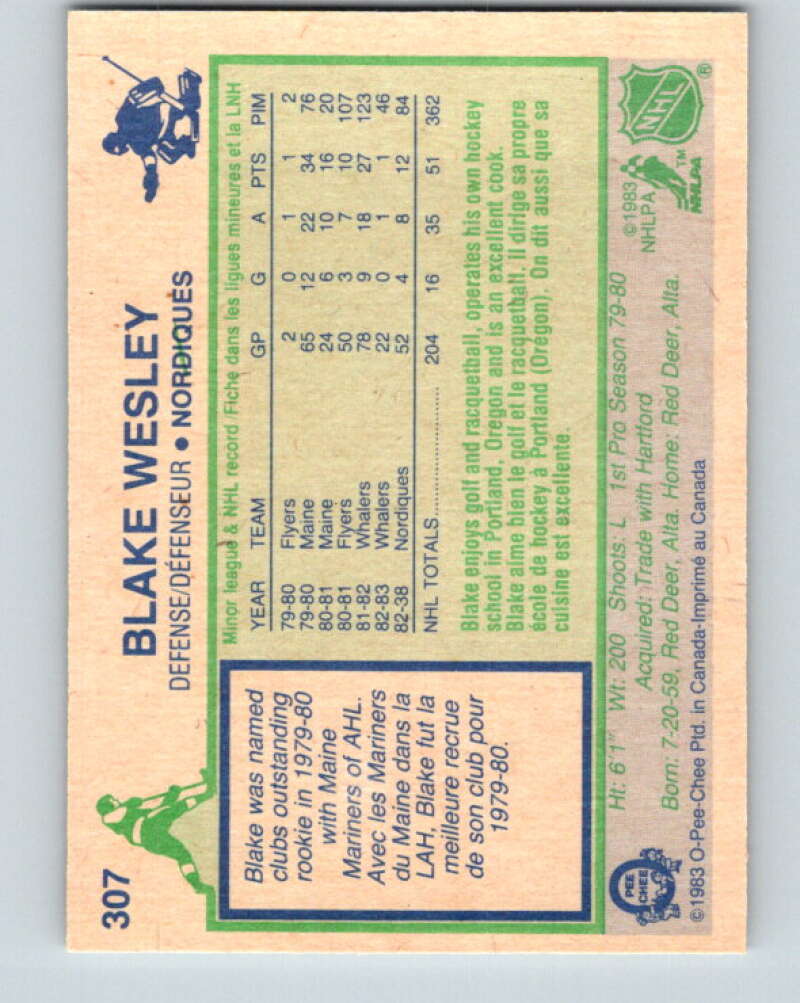 307
BLAKE WESLEY
DEFENSE/DÉFENSEUR • NORDIQUES
Blake was named
clubs outstanding
rookie in 1979-80
with Maine
Mariners of AHL.
Avec les Mariners
du Maine dans la
LAH, Blake fut la
meilleure recrue
de son club pour
1979-80.
Minor league & NHL record/Fiche dans les ligues mineures et la LNH
YEAR TEAM GP G A PTS PIM
79-80 Flyers 2 0 1 1 2
79-80 Maine 65 12 22 34 76
80-81 Maine 24 6 10 16 20
80-81 Flyers 50 3 7 10 107
81-82 Whalers 78 9 18 27 123
82-83 Whalers 22 0 1 1 46
82-38 Nordiques 52 4 8 12 84
NHL TOTALS 204 16 35 51 362
Blake enjoys golf and racquetball, operates his own hockey
school in Portland, Oregon and is an excellent cook.
Blake aime bien le golf et le racquetball. Il dirige sa propre
école de hockey à Portland (Oregon). On dit aussi que sa
cuisine est excellente.
Ht: 6'1" Wt: 200 Shoots: L 1st Pro Season 79-80
Acquired: Trade with Hartford
Born: 7-20-59, Red Deer, Alta. Home: Red Deer, Alta.
©1983
NHLPA
NHLPA
TM
NHL
®
O
PEE
CHEE
©1983 O-Pee-Chee Ptd. in Canada-Imprimé au Canada